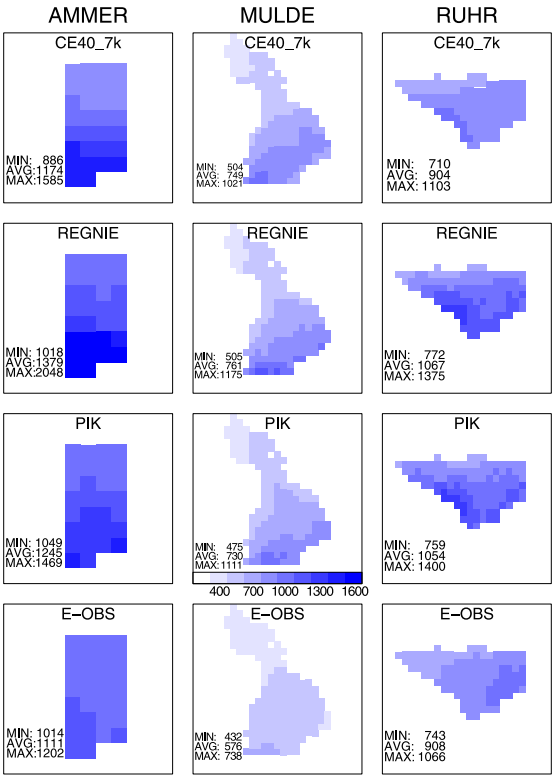 AMMER
MULDE
RUHR
CE40_7k
MIN: 886
AVG:1174
MAX:1585
CE40_7k
MIN: 504
AVG: 749
MAX:1021
CE40_7k
MIN: 710
AVG: 904
MAX: 1103
REGNIE
MIN: 1018
AVG:1379
MAX:2048
REGNIE
MIN: 505
AVG: 761
MAX:1175
REGNIE
MIN: 772
AVG: 1067
MAX: 1375
PIK
MIN: 1049
AVG:1245
MAX:1469
PIK
MIN: 475
AVG: 730
MAX: 1111
400 700 1000 1300 1600
PIK
MIN: 759
AVG: 1054
MAX: 1400
E−OBS
MIN: 1014
AVG:1111
MAX:1202
E−OBS
MIN: 432
AVG: 576
MAX: 738
E−OBS
MIN: 743
AVG: 908
MAX: 1066